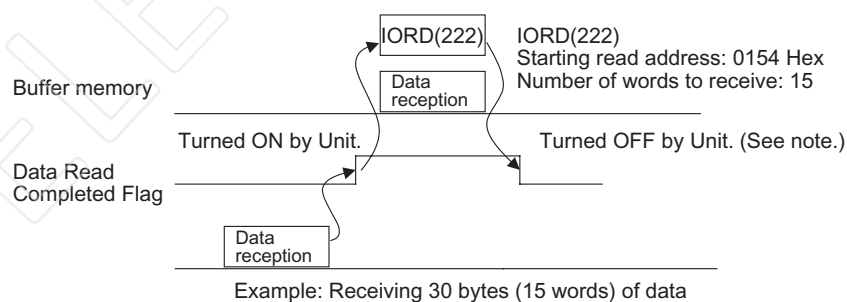 IORD(222)
IORD(222)
Starting read address: 0154 Hex
Number of words to receive: 15
Buffer memory
Data
reception
Turned ON by Unit.
Turned OFF by Unit. (See note.)
Data Read
Completed Flag
Data
reception
Example: Receiving 30 bytes (15 words) of data